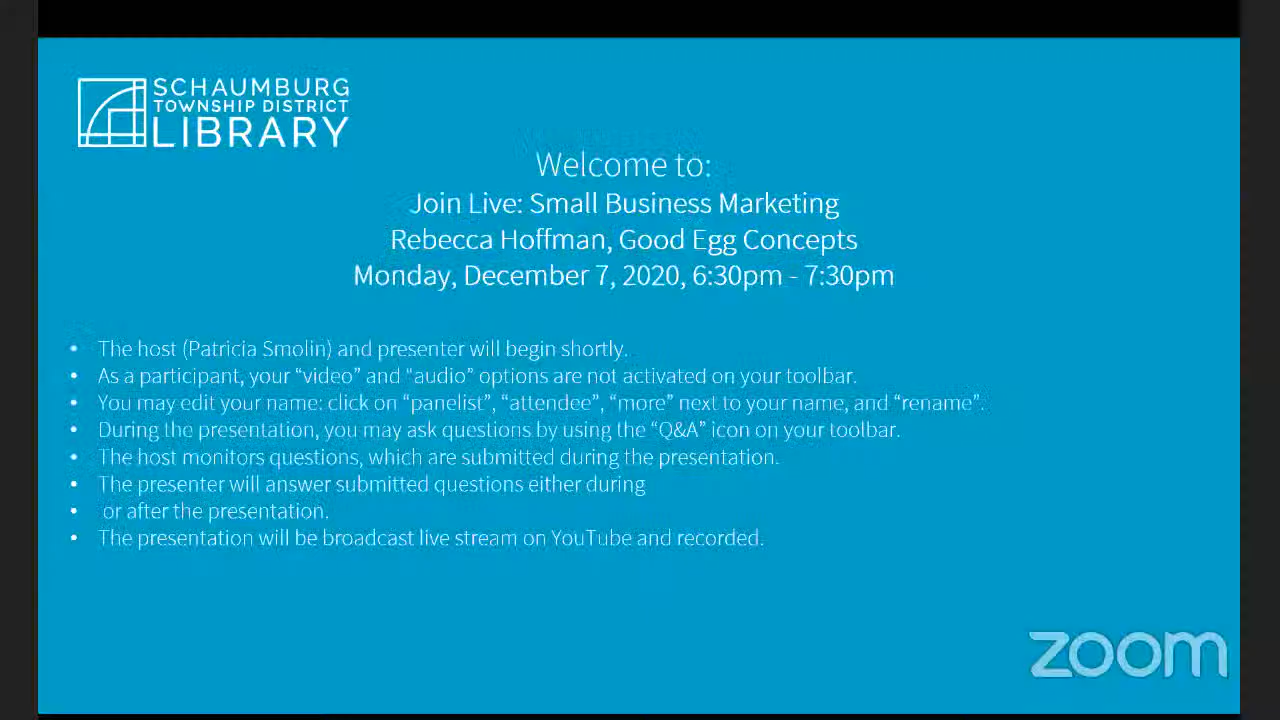 SCHAUMBURG
TOWNSHIP DISTRICT
LIBRARY
Welcome to:
Join Live: Small Business Marketing
Rebecca Hoffman, Good Egg Concepts
Monday, December 7, 2020, 6:30pm - 7:30pm
• The host (Patricia Smolin) and presenter will begin shortly.
• As a participant, your “video” and “audio” options are not activated on your toolbar.
• You may edit your name: click on “panelist”, “attendee”, “more” next to your name, and “rename”.
• During the presentation, you may ask questions by using the “Q&A” icon on your toolbar.
• The host monitors questions, which are submitted during the presentation.
• The presenter will answer submitted questions either during
• or after the presentation.
• The presentation will be broadcast live stream on YouTube and recorded.
zoom